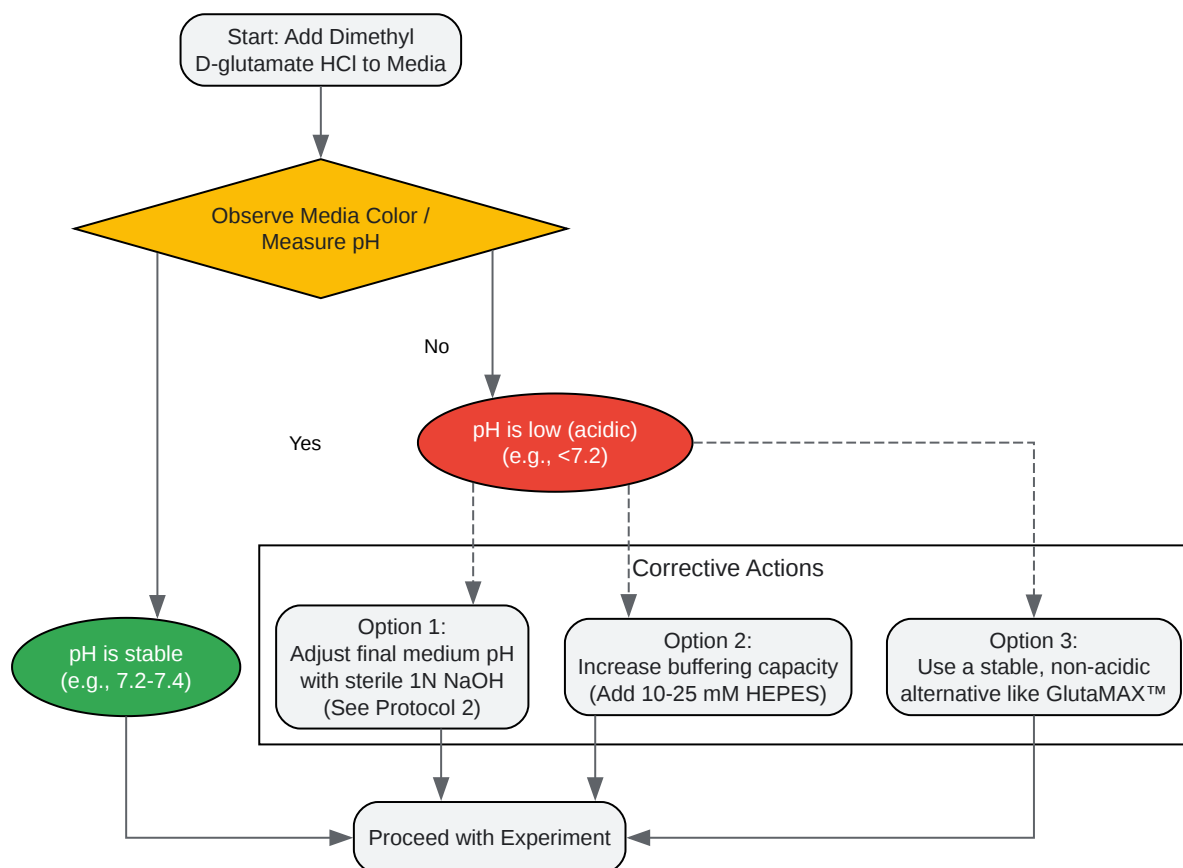 Start: Add Dimethyl
D-glutamate HCl to Media
Observe Media Color /
Measure pH
No
Yes
pH is low (acidic)
(e.g., <7.2)
Corrective Actions
pH is stable
(e.g., 7.2-7.4)
Option 1:
Adjust final medium pH
with sterile 1N NaOH
(See Protocol 2)
Option 2:
Increase buffering capacity
(Add 10-25 mM HEPES)
Option 3:
Use a stable, non-acidic
alternative like GlutaMAX™
Proceed with Experiment